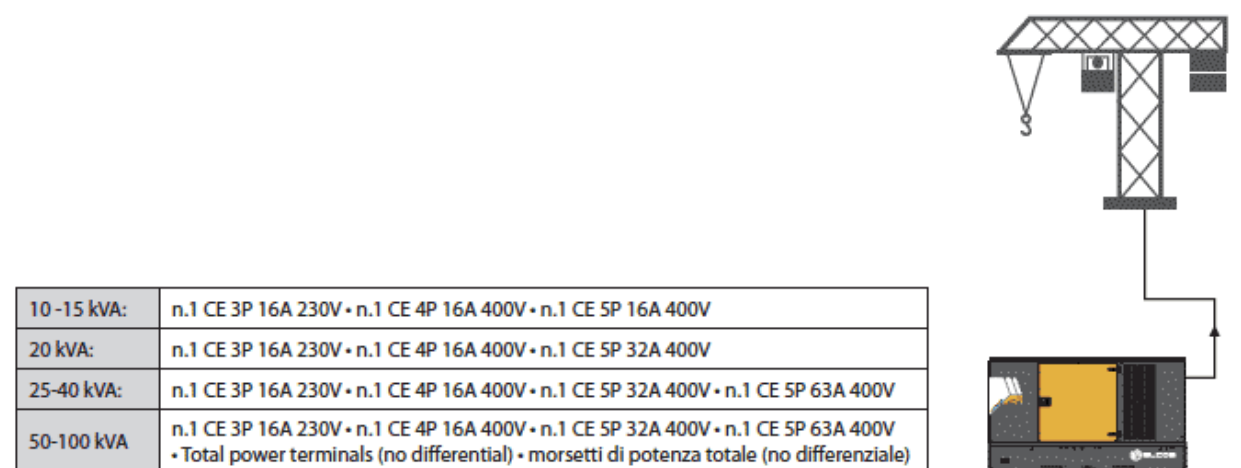 10 -15 kVA: n.1 CE 3P 16A 230V • n.1 CE 4P 16A 400V • n.1 CE 5P 16A 400V
20 kVA: n.1 CE 3P 16A 230V • n.1 CE 4P 16A 400V • n.1 CE 5P 32A 400V
25-40 kVA: n.1 CE 3P 16A 230V • n.1 CE 4P 16A 400V • n.1 CE 5P 32A 400V • n.1 CE 5P 63A 400V
50-100 kVA n.1 CE 3P 16A 230V • n.1 CE 4P 16A 400V • n.1 CE 5P 32A 400V • n.1 CE 5P 63A 400V
• Total power terminals (no differential) • morsetti di potenza totale (no differenziale)